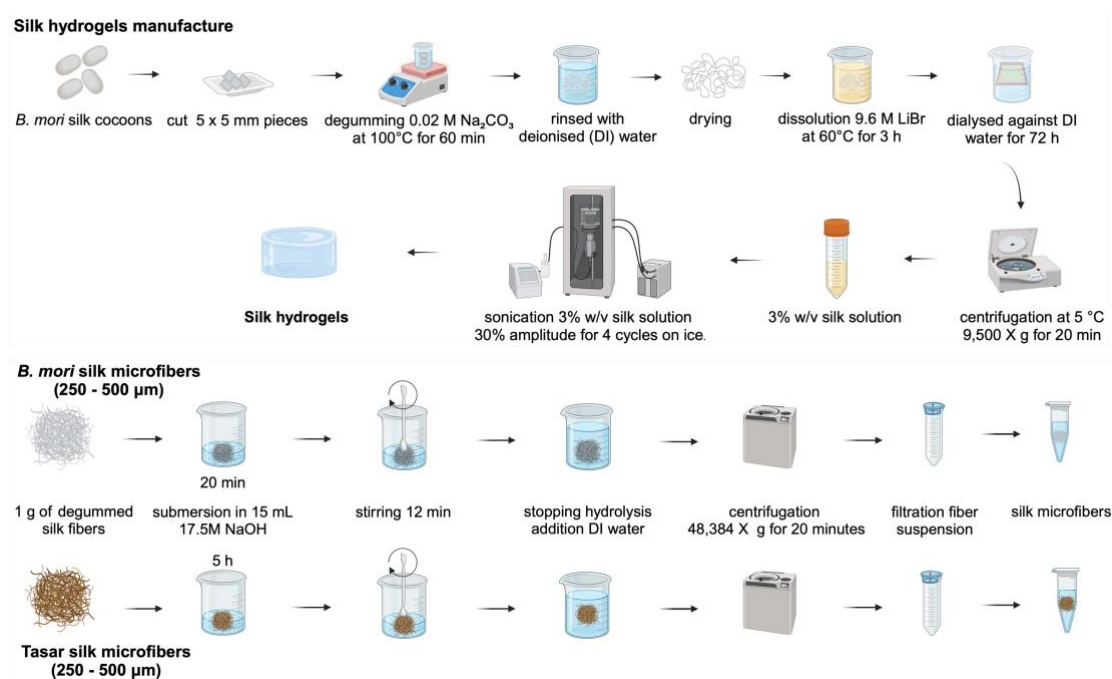 Silk hydrogels manufacture
B. mori silk cocoons
cut 5 x 5 mm pieces
degumming 0.02 M Na₂CO₃
at 100°C for 60 min
rinsed with
deionised (DI) water
drying
dissolution 9.6 M LiBr
at 60°C for 3 h
dialysed against DI
water for 72 h
Silk hydrogels
sonication 3% w/v silk solution
30% amplitude for 4 cycles on ice.
3% w/v silk solution
centrifugation at 5 °C
9,500 X g for 20 min
B. mori silk microfibers
(250 - 500 µm)
20 min
1 g of degummed
silk fibers
submersion in 15 mL
17.5M NaOH
stirring 12 min
stopping hydrolysis
addition DI water
centrifugation
48,384 X g for 20 minutes
filtration fiber
suspension
silk microfibers
5 h
Tasar silk microfibers
(250 - 500 µm)